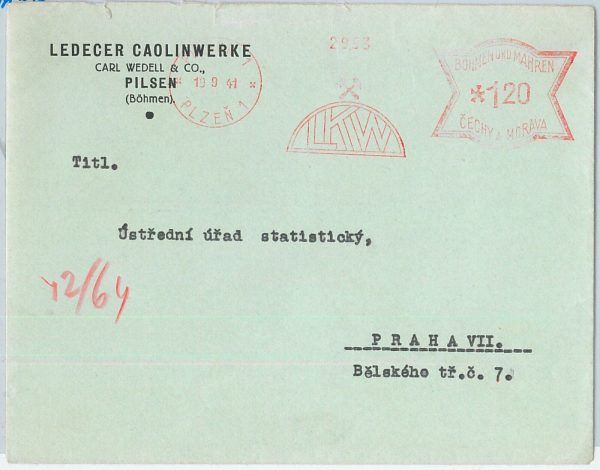 LEDECER CAOLINWERKE
CARL WEDELL & CO.,
PILSEN
(Böhmen).
19 9 41
PLZEŇ 1
LKW
BÖHMEN UND MÄHREN
*120
ČECHY A MORAVA
Titl.
Ústřední úřad statistický,
12/64
PRAHA VII.
Bělského tř.č. 7.